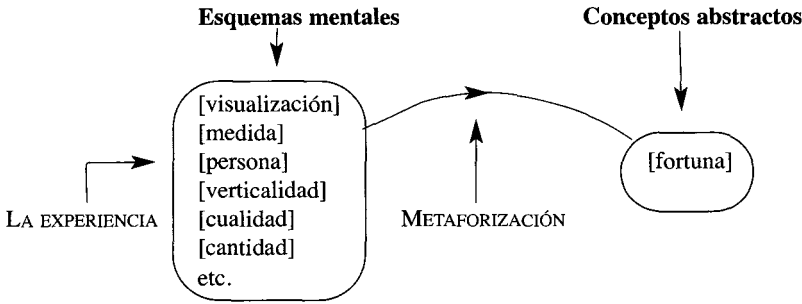 Esquemas mentales
Conceptos abstractos
[visualización]
[medida]
[persona]
[verticalidad]
[cualidad]
[cantidad]
etc.
LA EXPERIENCIA
METAFORIZACIÓN
[fortuna]